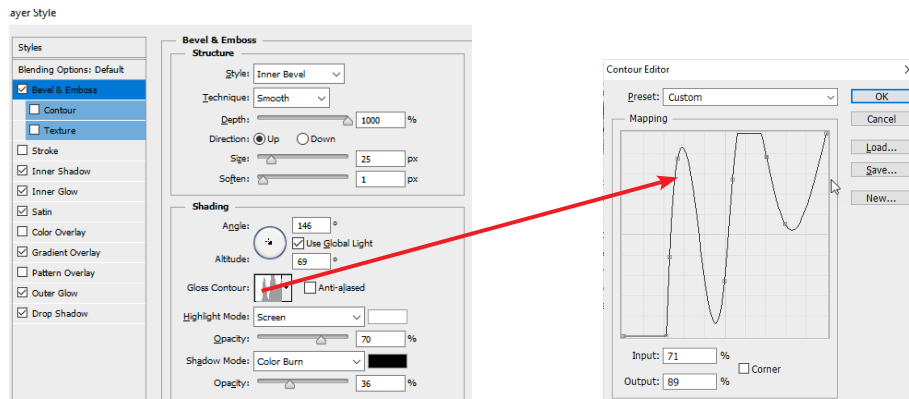 ayer Style
Styles
Blending Options: Default
Bevel & Emboss
Contour
Texture
Stroke
Inner Shadow
Inner Glow
Satin
Color Overlay
Gradient Overlay
Pattern Overlay
Outer Glow
Drop Shadow
Bevel & Emboss
Structure
Style: Inner Bevel
Technique: Smooth
Depth: 1000 %
Direction: Up Down
Size: 25 px
Soften: 1 px
Shading
Angle: 146 °
Use Global Light
Altitude: 69 °
Gloss Contour: Anti-aliased
Highlight Mode: Screen
Opacity: 70 %
Shadow Mode: Color Burn
Opacity: 36 %
Contour Editor
Preset: Custom
OK
Mapping
Cancel
Load...
Save...
New...
Input: 71 %
Corner
Output: 89 %